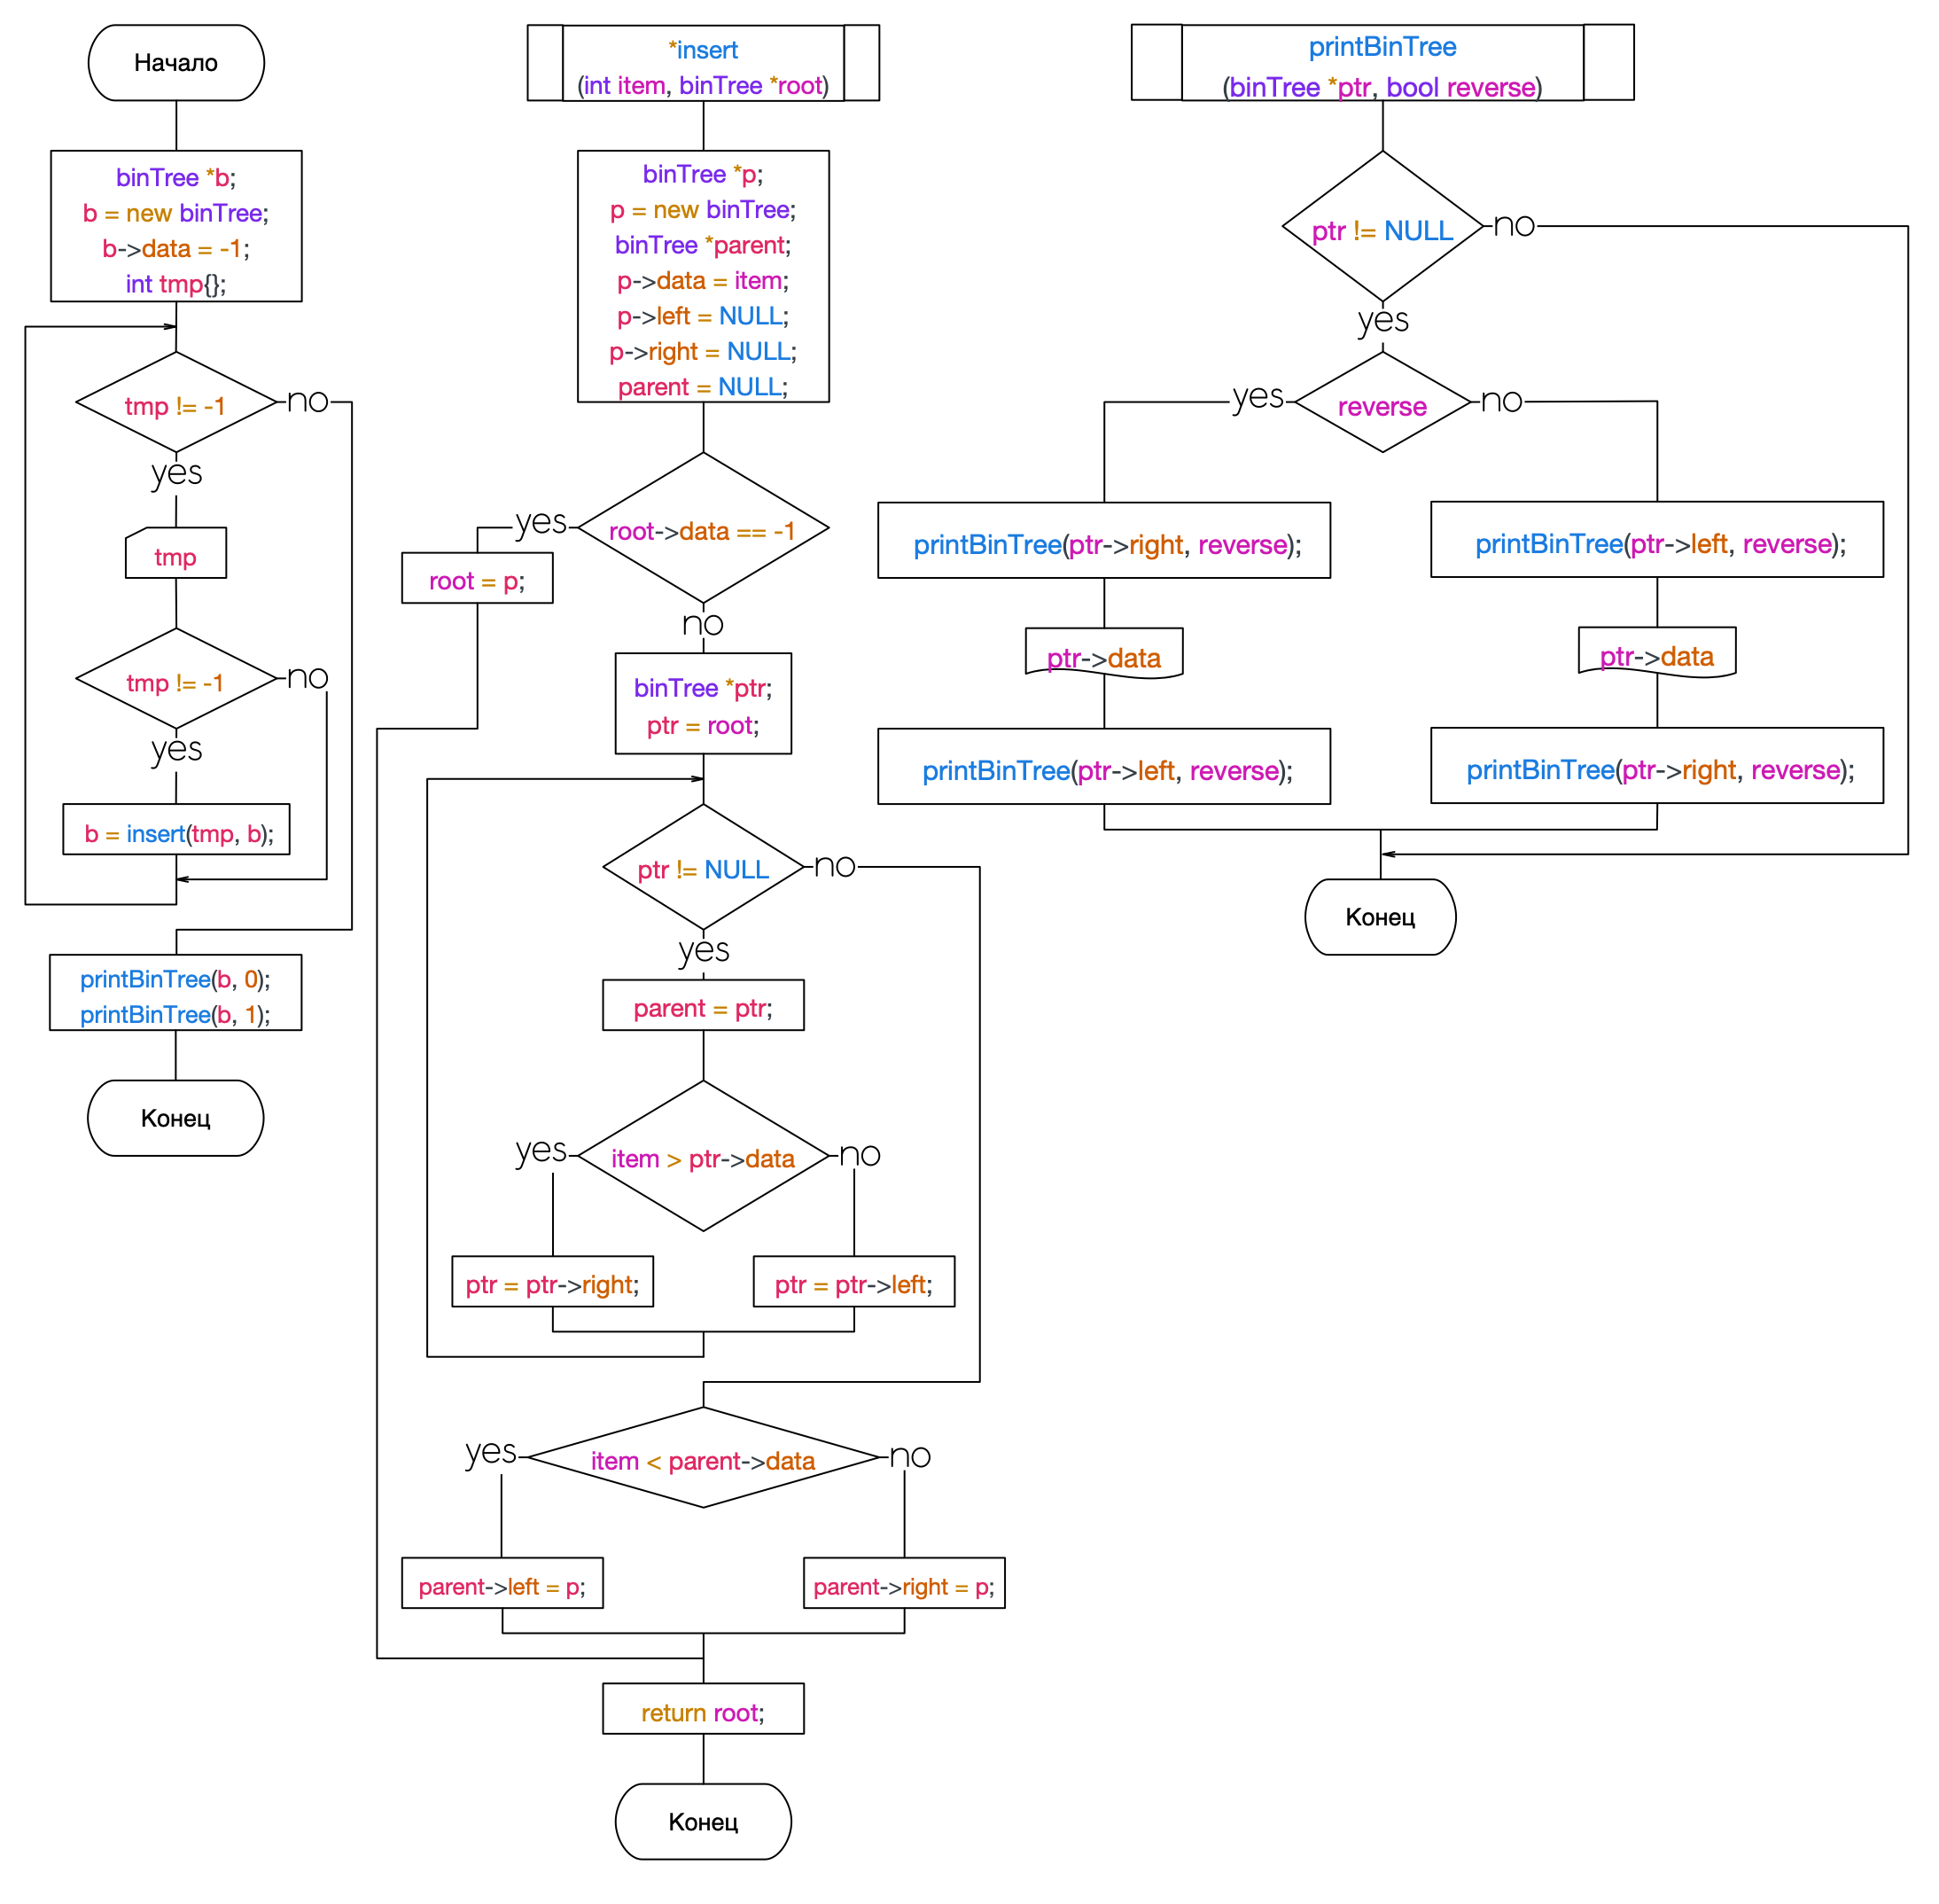 Начало
binTree *b;
b = new binTree;
b->data = -1;
int tmp{};
tmp != -1
no
yes
tmp
tmp != -1
no
yes
b = insert(tmp, b);
printBinTree(b, 0);
printBinTree(b, 1);
Конец
*insert
(int item, binTree *root)
binTree *p;
p = new binTree;
binTree *parent;
p->data = item;
p->left = NULL;
p->right = NULL;
parent = NULL;
yes
root->data == -1
root = p;
no
binTree *ptr;
ptr = root;
ptr != NULL
no
yes
parent = ptr;
yes
item > ptr->data
no
ptr = ptr->right;
ptr = ptr->left;
yes
item < parent->data
no
parent->left = p;
parent->right = p;
return root;
Конец
printBinTree
(binTree *ptr, bool reverse)
ptr != NULL
no
yes
yes
reverse
no
printBinTree(ptr->right, reverse);
printBinTree(ptr->left, reverse);
ptr->data
ptr->data
printBinTree(ptr->left, reverse);
printBinTree(ptr->right, reverse);
Конец